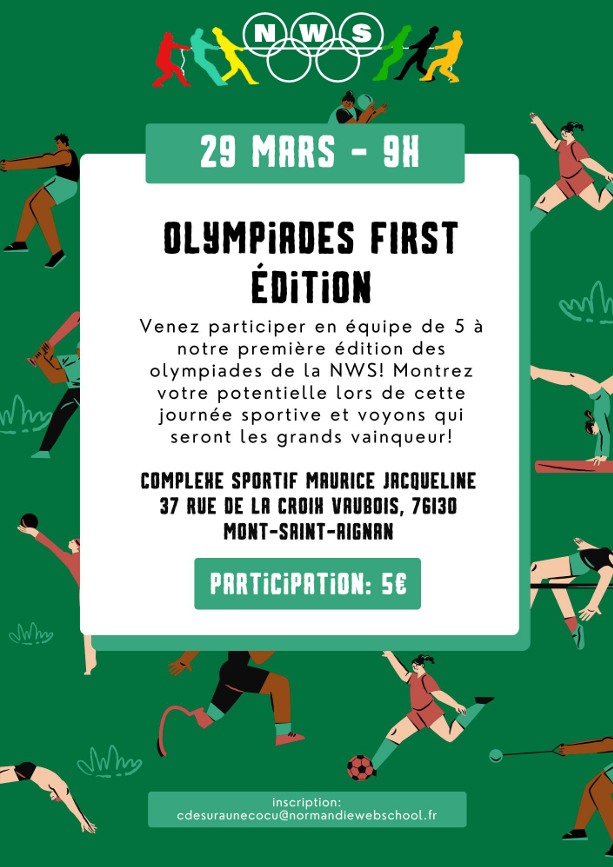 NWS
29 MARS - 9H
OLYMPIADES FIRST
ÉDITION
Venez participer en équipe de 5 à
notre première édition des
olympiades de la NWS! Montrez
votre potentielle lors de cette
journée sportive et voyons qui
seront les grands vainqueur!
COMPLEXE SPORTIF MAURICE JACQUELINE
37 RUE DE LA CROIX VAUBOIS, 76130
MONT-SAINT-AIGNAN
PARTICIPATION: 5€
inscription:
cdesuraunecocu@normandiewebschool.fr